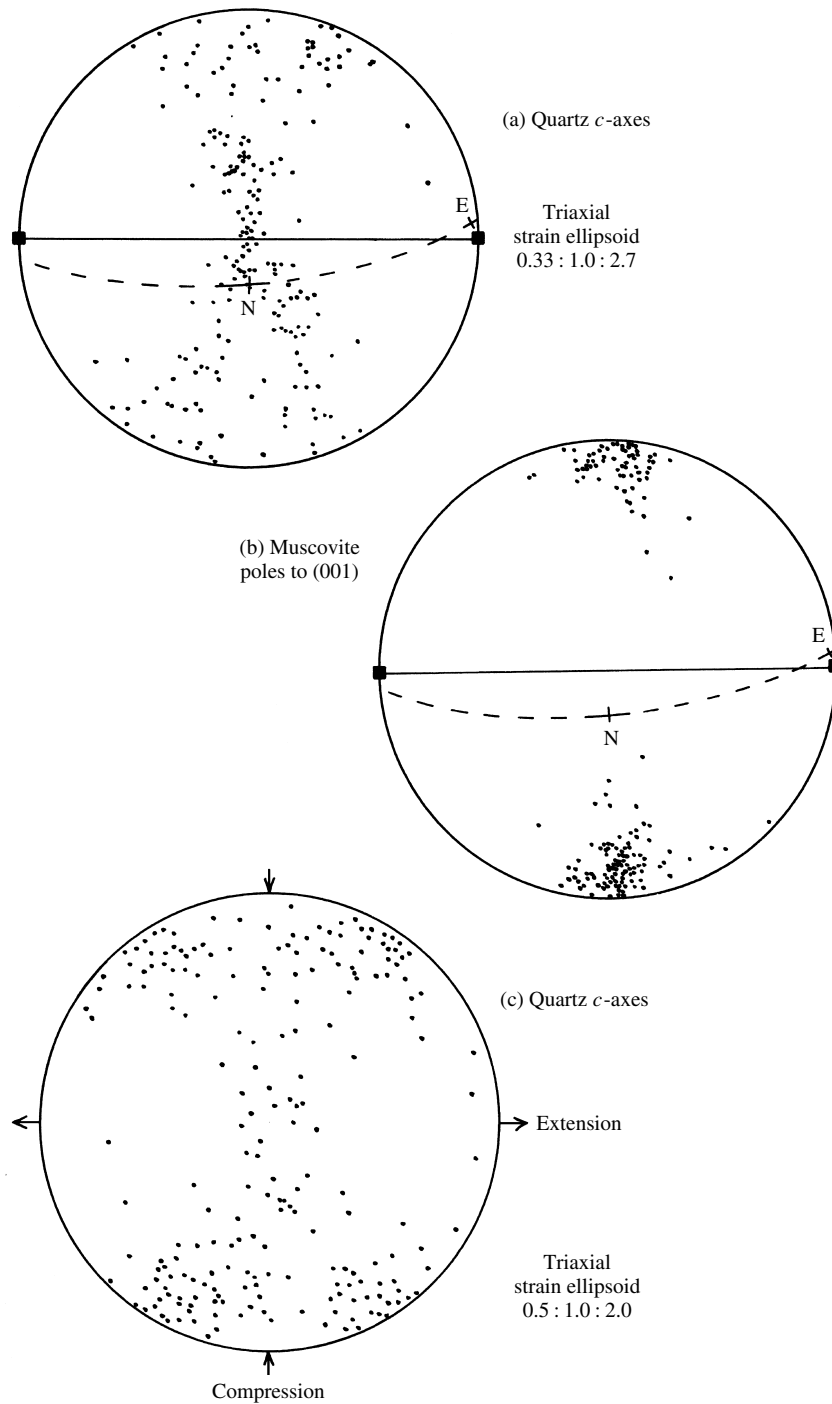 (a) Quartz c-axes
E
Triaxial
strain ellipsoid
0.33 : 1.0 : 2.7
N
(b) Muscovite
poles to (001)
E
N
(c) Quartz c-axes
Extension
Triaxial
strain ellipsoid
0.5 : 1.0 : 2.0
Compression